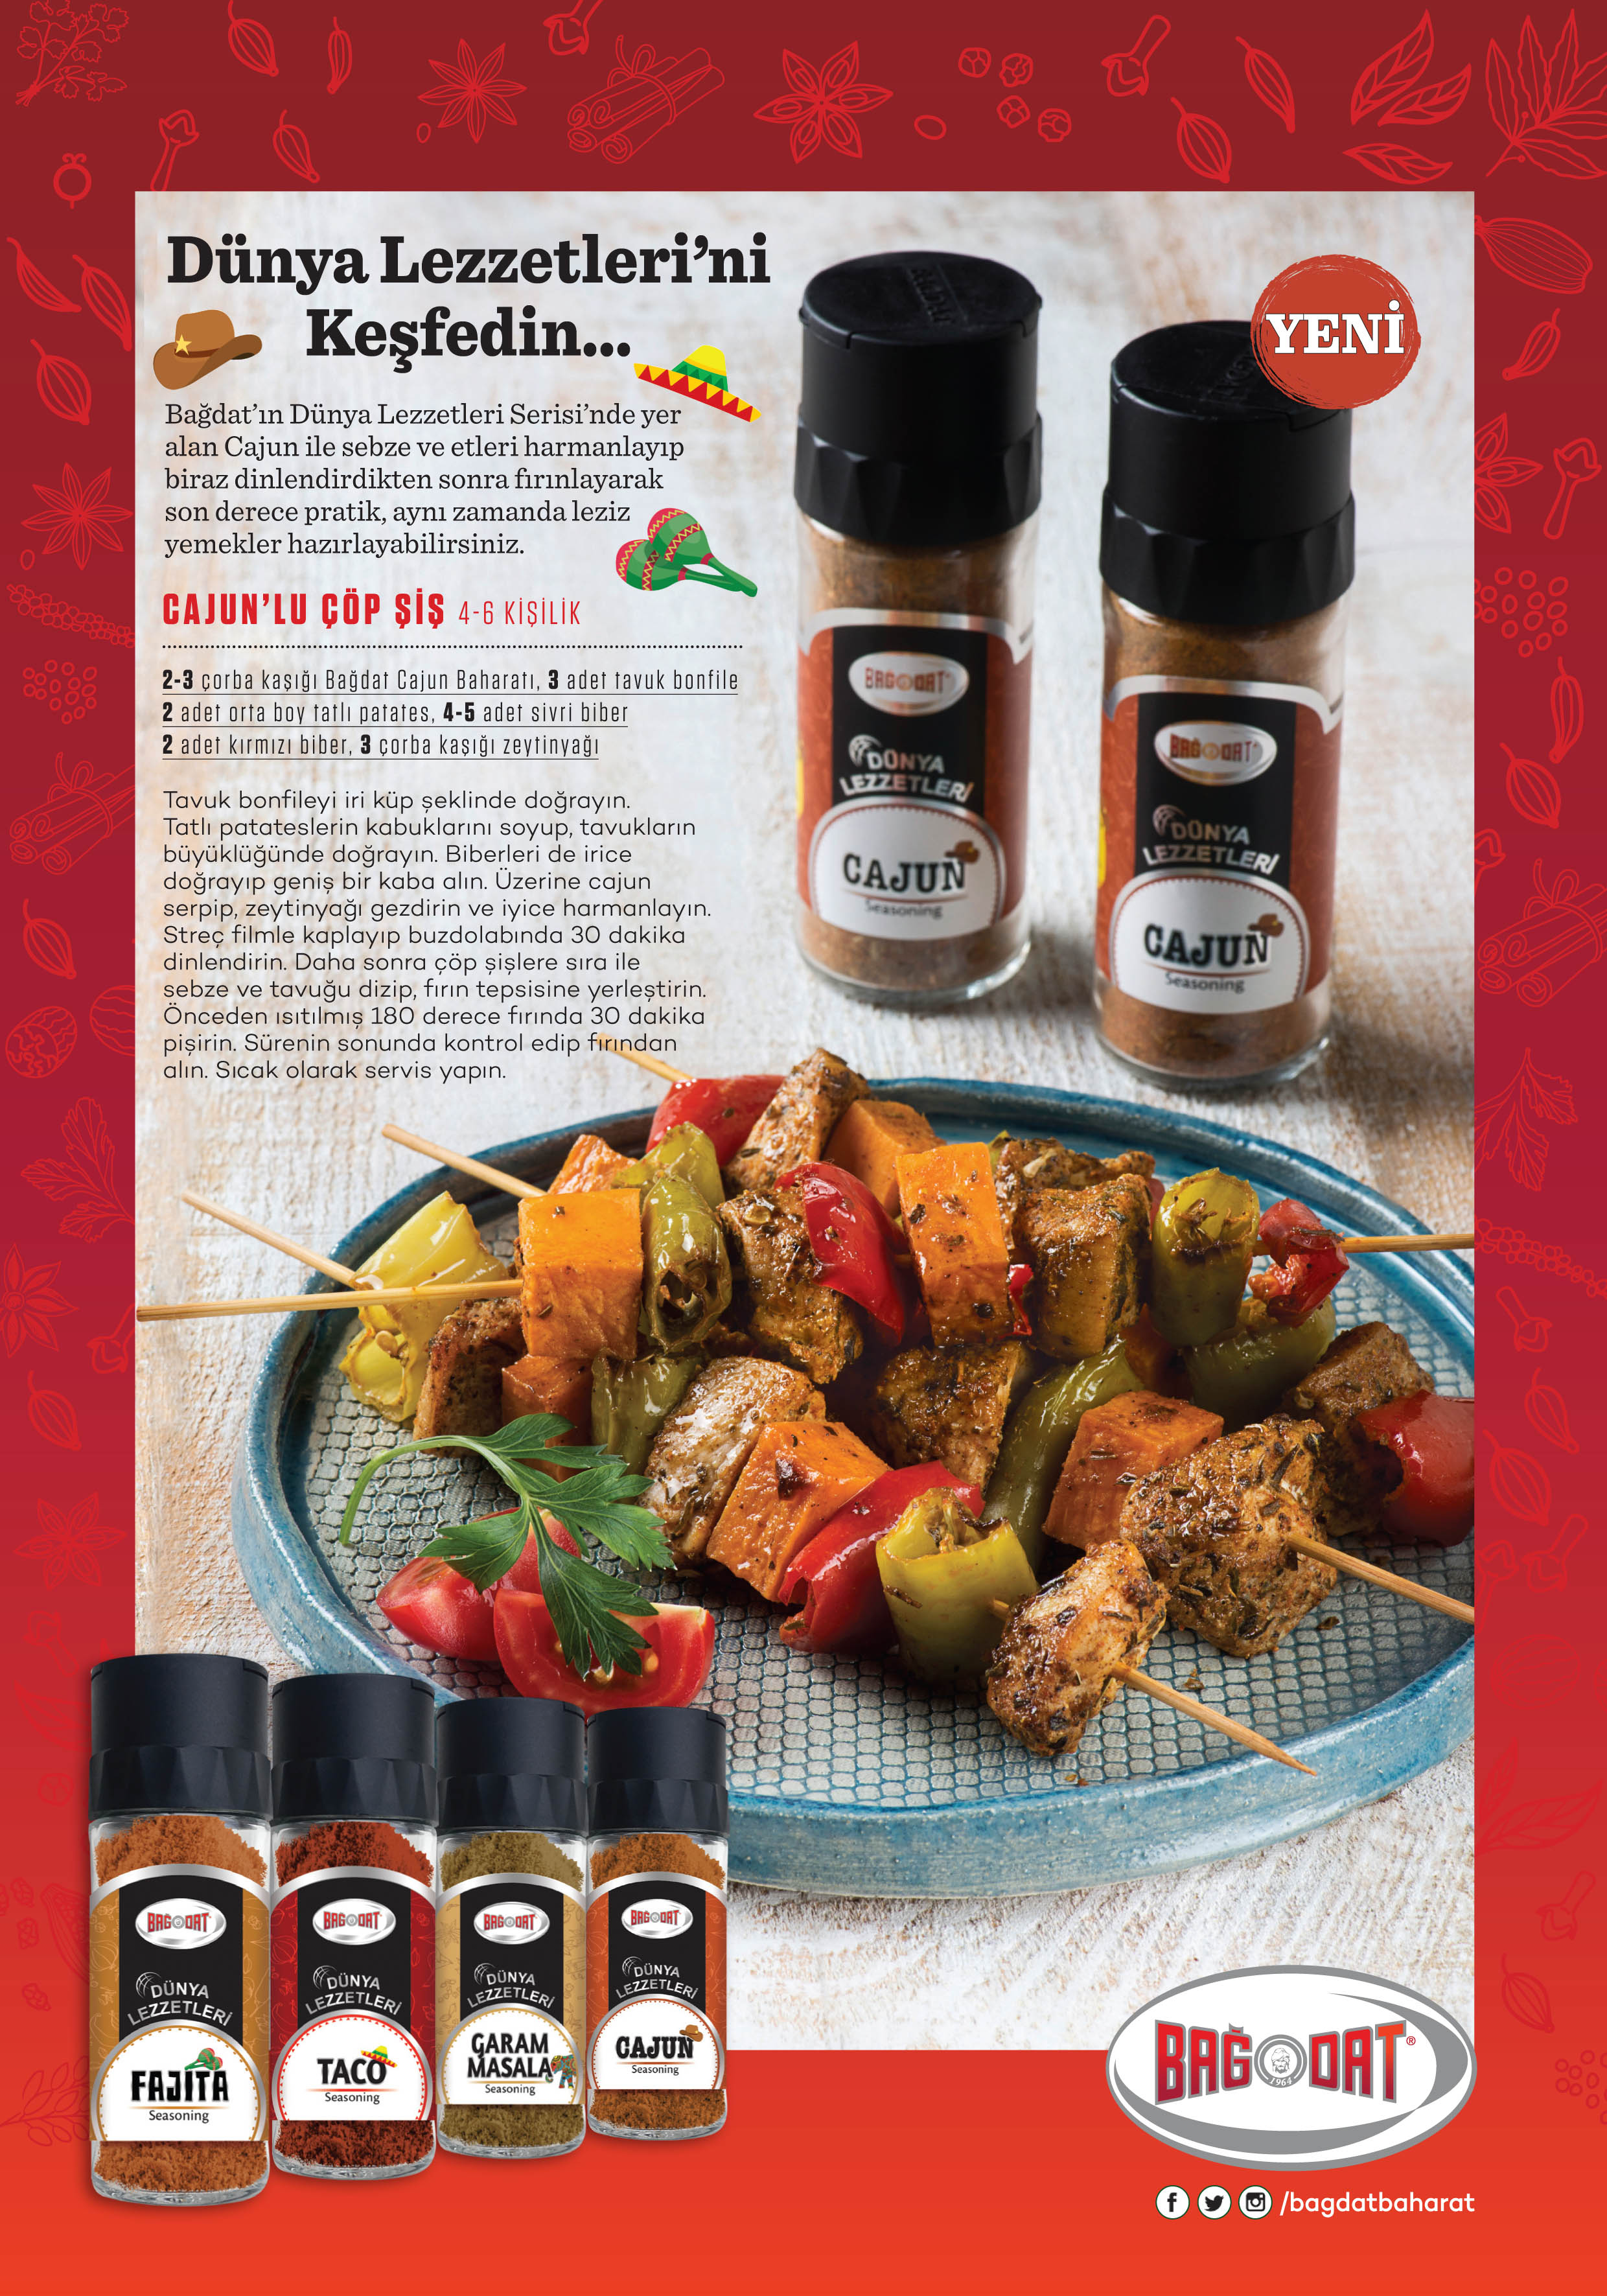 Dünya Lezzetleri’ni
Keşfedin...
YENİ
Bağdat’ın Dünya Lezzetleri Serisi’nde yer
alan Cajun ile sebze ve etleri harmanlayıp
biraz dinlendirdikten sonra fırınlayarak
son derece pratik, aynı zamanda leziz
yemekler hazırlayabilirsiniz.
CAJUN’LU ÇÖP ŞİŞ 4-6 KİŞİLİK
2-3 çorba kaşığı Bağdat Cajun Baharatı, 3 adet tavuk bonfile
2 adet orta boy tatlı patates, 4-5 adet sivri biber
2 adet kırmızı biber, 3 çorba kaşığı zeytinyağı
Tavuk bonfileyi iri küp şeklinde doğrayın.
Tatlı patateslerin kabuklarını soyup, tavukların
büyüklüğünde doğrayın. Biberleri de irice
doğrayıp geniş bir kaba alın. Üzerine cajun
serpip, zeytinyağı gezdirin ve iyice harmanlayın.
Streç filmle kaplayıp buzdolabında 30 dakika
dinlendirin. Daha sonra çöp şişlere sıra ile
sebze ve tavuğu dizip, fırın tepsisine yerleştirin.
Önceden ısıtılmış 180 derece fırında 30 dakika
pişirin. Sürenin sonunda kontrol edip fırından
alın. Sıcak olarak servis yapın.
BAĞDAT
DÜNYA
LEZZETLERİ
CAJUN
Seasoning
BAĞDAT
DÜNYA
LEZZETLERİ
CAJUN
Seasoning
BAĞDAT
DÜNYA
LEZZETLERİ
FAJITA
Seasoning
BAĞDAT
DÜNYA
LEZZETLERİ
TACO
Seasoning
BAĞDAT
DÜNYA
LEZZETLERİ
GARAM
MASALA
Seasoning
BAĞDAT
DÜNYA
LEZZETLERİ
CAJUN
Seasoning
BAĞDAT®
1964
/bagdatbaharat